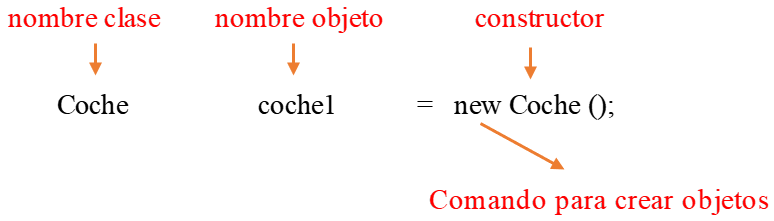 nombre clase nombre objeto constructor
Coche coche1 = new Coche ();
Comando para crear objetos